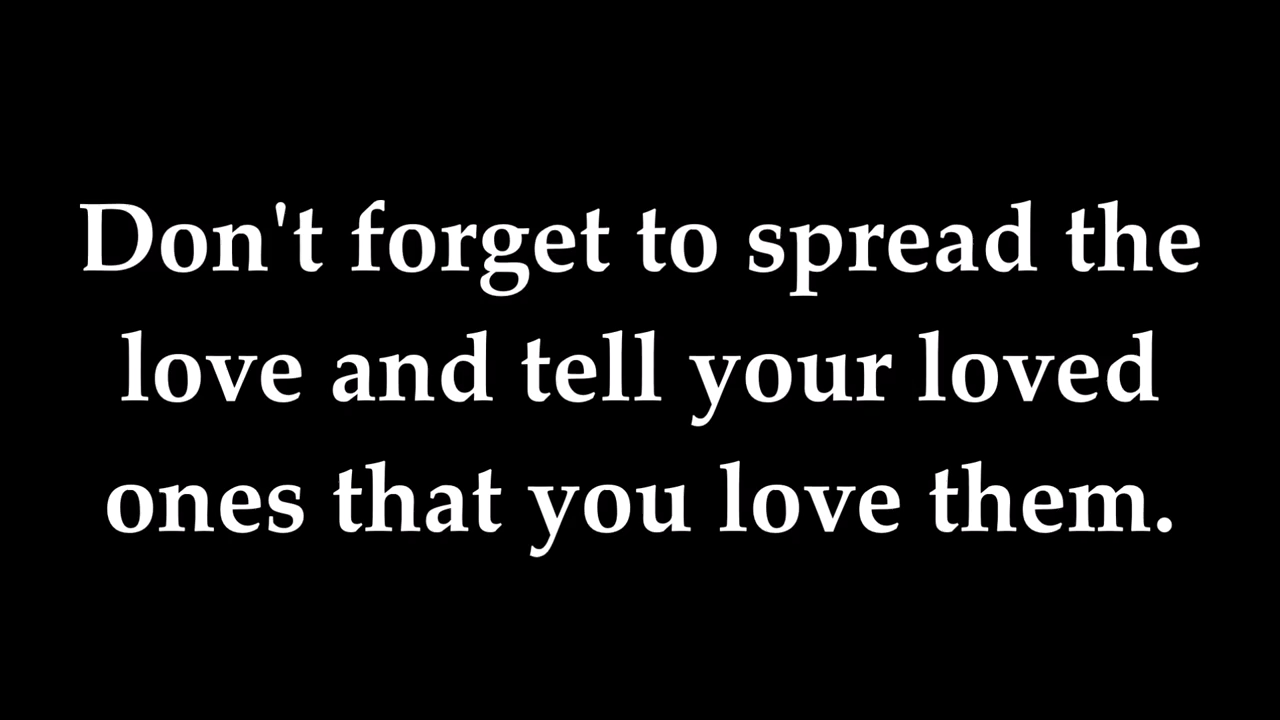 Don't forget to spread the
love and tell your loved
ones that you love them.